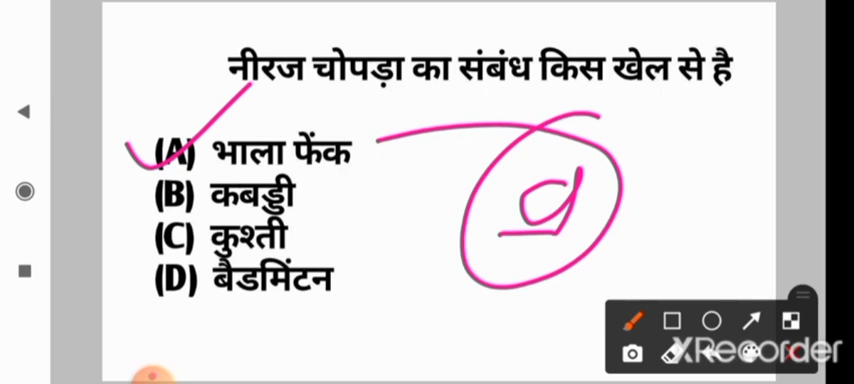 नीरज चोपड़ा का संबंध किस खेल से है
(A) भाला फेंक
(B) कबड्डी
(C) कुश्ती
(D) बैडमिंटन
XRecorder